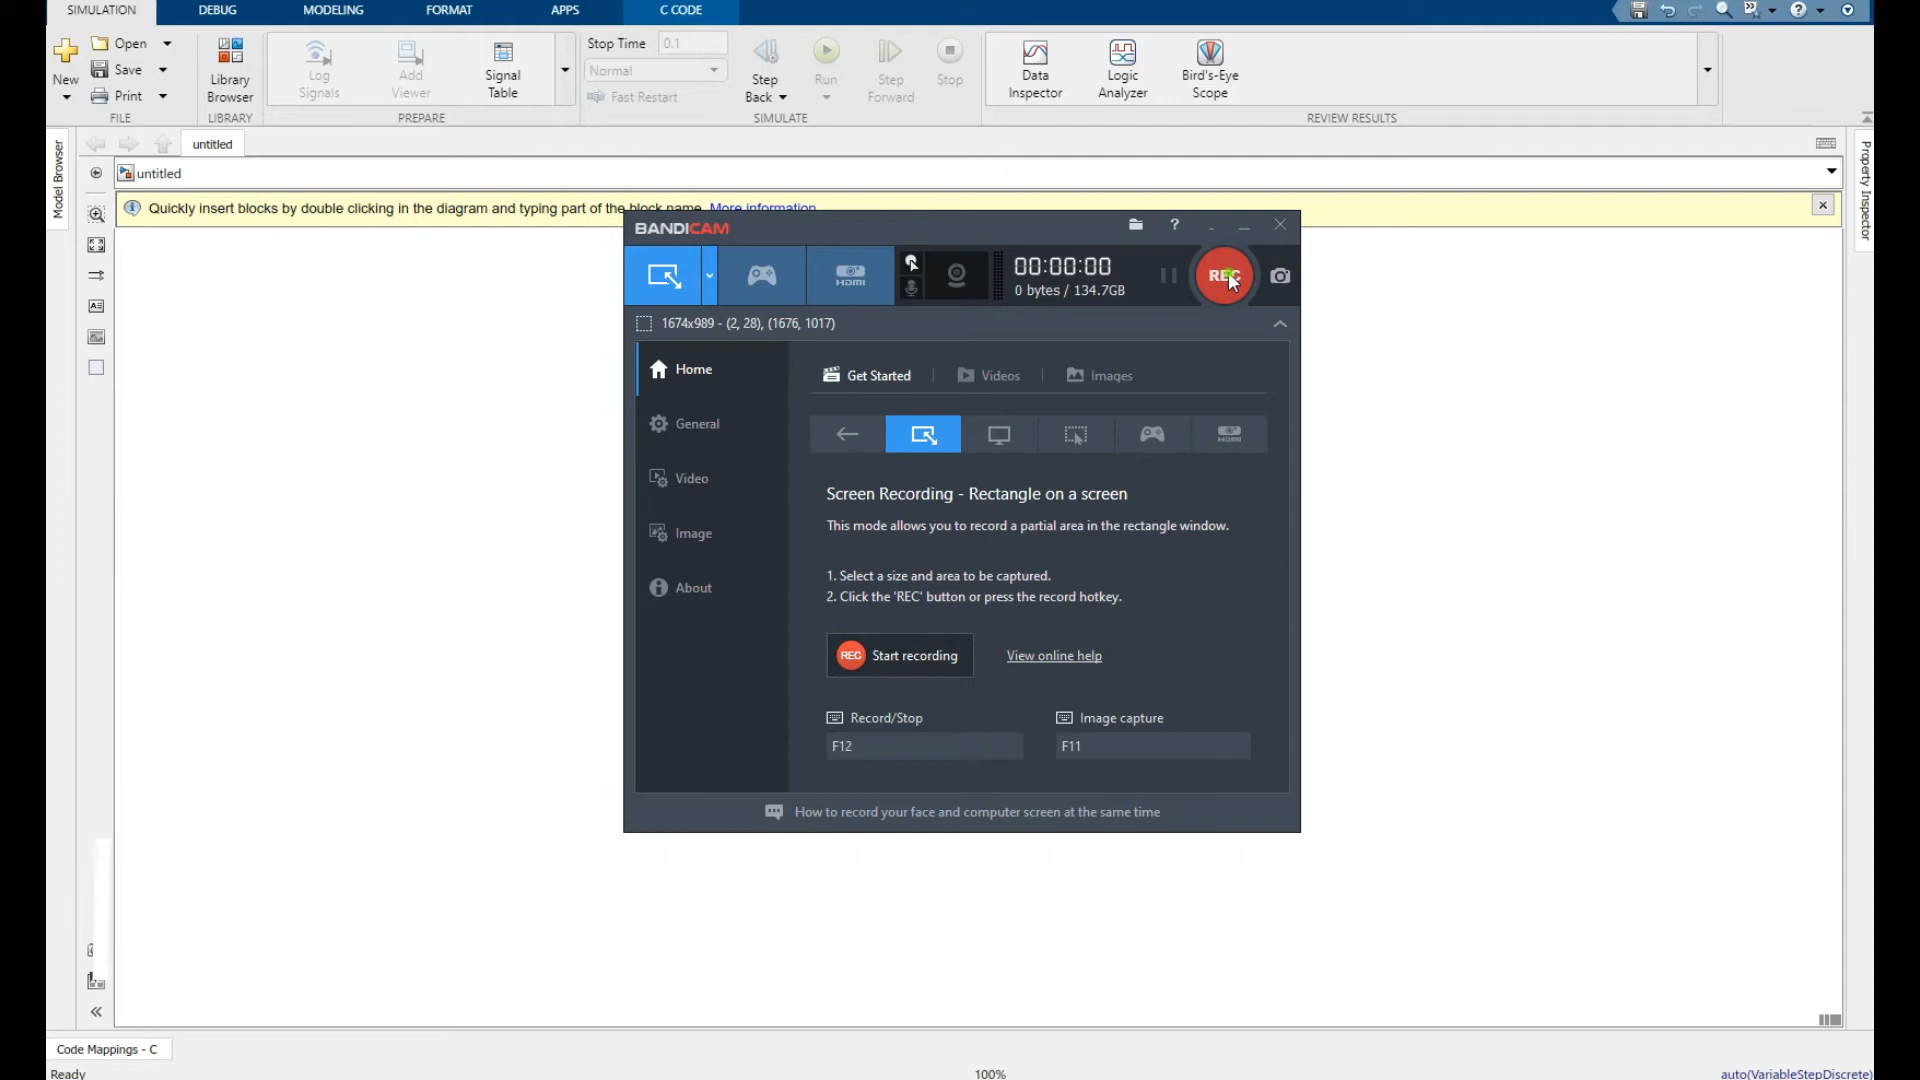 SIMULATION DEBUG MODELING FORMAT APPS C CODE
New
Open
Save
Print
FILE
Library
Browser
LIBRARY
Log
Signals
Add
Viewer
Signal
Table
PREPARE
Stop Time 0.1
Normal
Fast Restart
Step
Back
Run
Step
Forward
Stop
SIMULATE
Data
Inspector
Logic
Analyzer
Bird's-Eye
Scope
REVIEW RESULTS
Model Browser
untitled
untitled
Property Inspector
Quickly insert blocks by double clicking in the diagram and typing part of the block name. More information
BANDICAM
HDMI
00:00:00
0 bytes / 134.7GB
REC
1674x989 - (2, 28), (1676, 1017)
Home
General
Video
Image
About
Get Started Videos Images
HDMI
Screen Recording - Rectangle on a screen
This mode allows you to record a partial area in the rectangle window.
1. Select a size and area to be captured.
2. Click the 'REC' button or press the record hotkey.
REC Start recording View online help
Record/Stop Image capture
F12 F11
How to record your face and computer screen at the same time
Code Mappings - C
Ready 100% auto(VariableStepDiscrete)